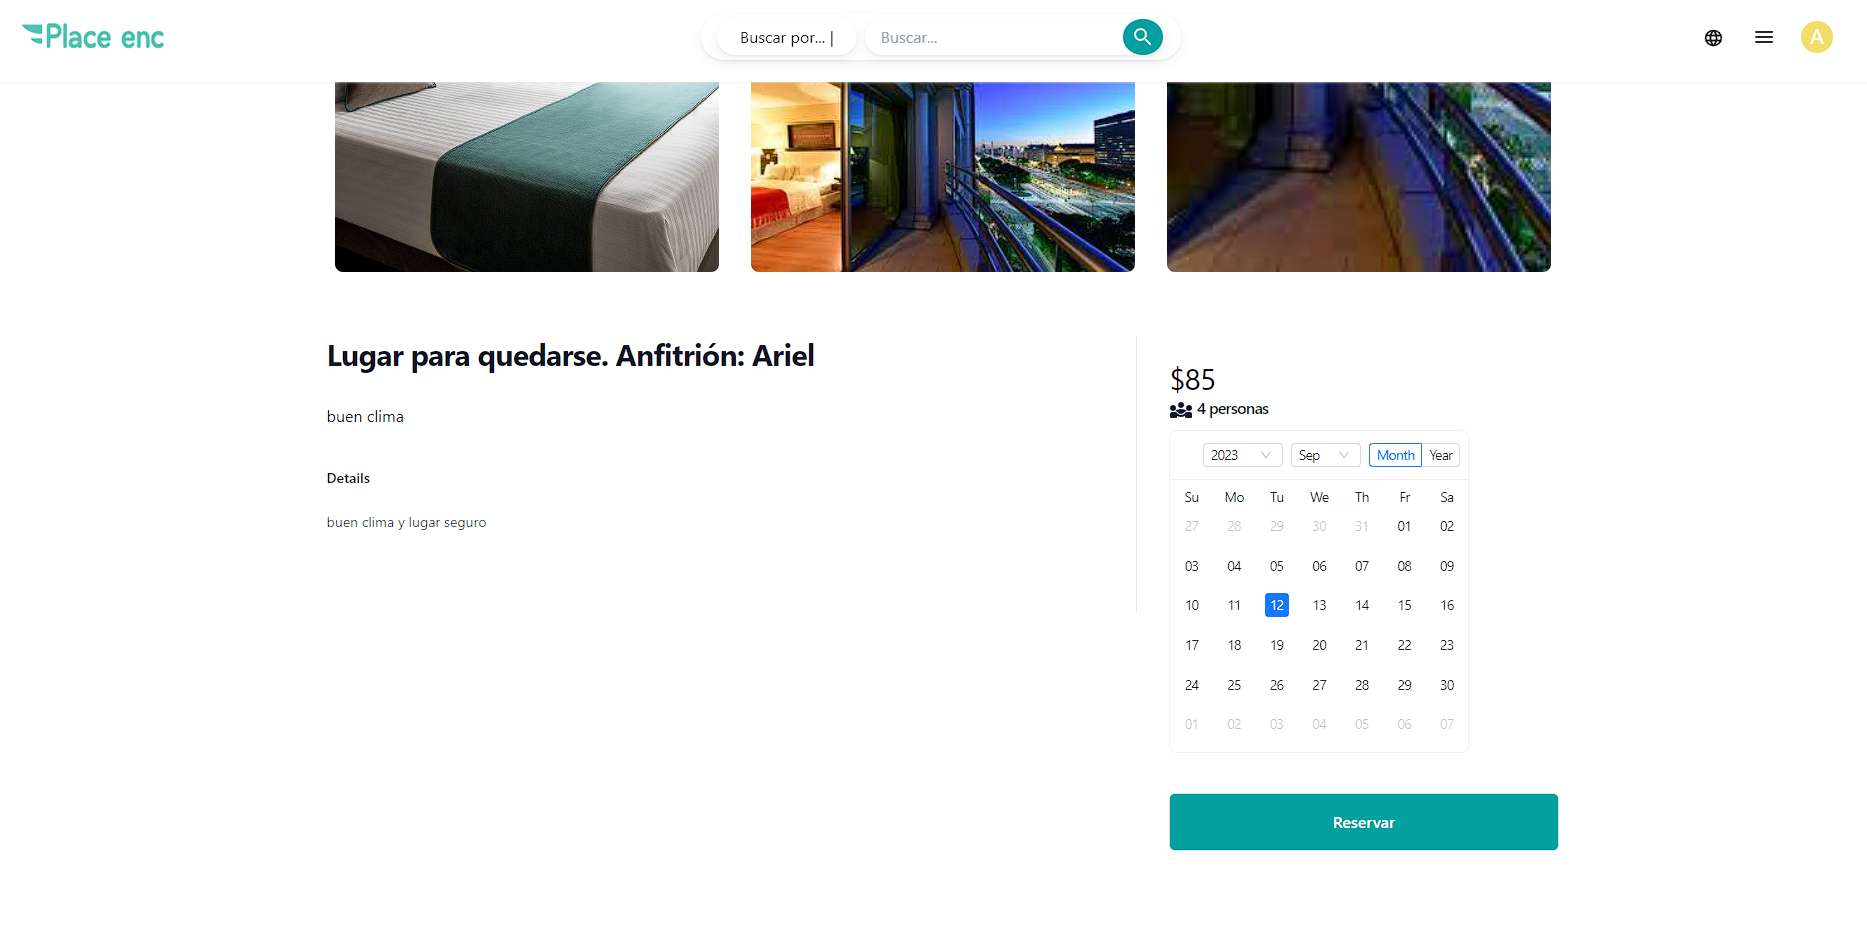 Place enc
Buscar por... |
Buscar...
A
Lugar para quedarse. Anfitrión: Ariel
buen clima
Details
buen clima y lugar seguro
$85
4 personas
2023 Sep Month Year
Su Mo Tu We Th Fr Sa
27 28 29 30 31 01 02
03 04 05 06 07 08 09
10 11 12 13 14 15 16
17 18 19 20 21 22 23
24 25 26 27 28 29 30
01 02 03 04 05 06 07
Reservar